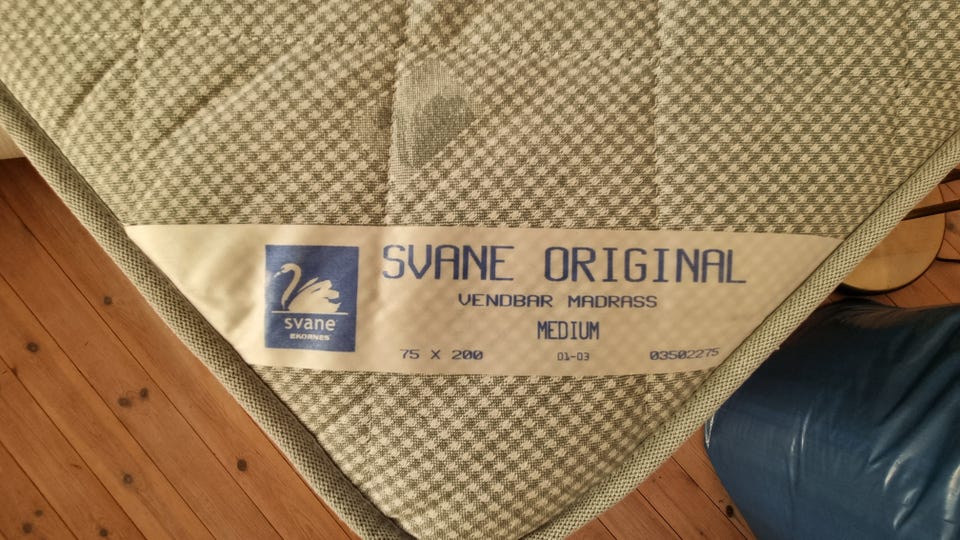 svane
EKORNES
SVANE ORIGINAL
VENDBAR MADRASS
MEDIUM
75 X 200 01-03 03502275